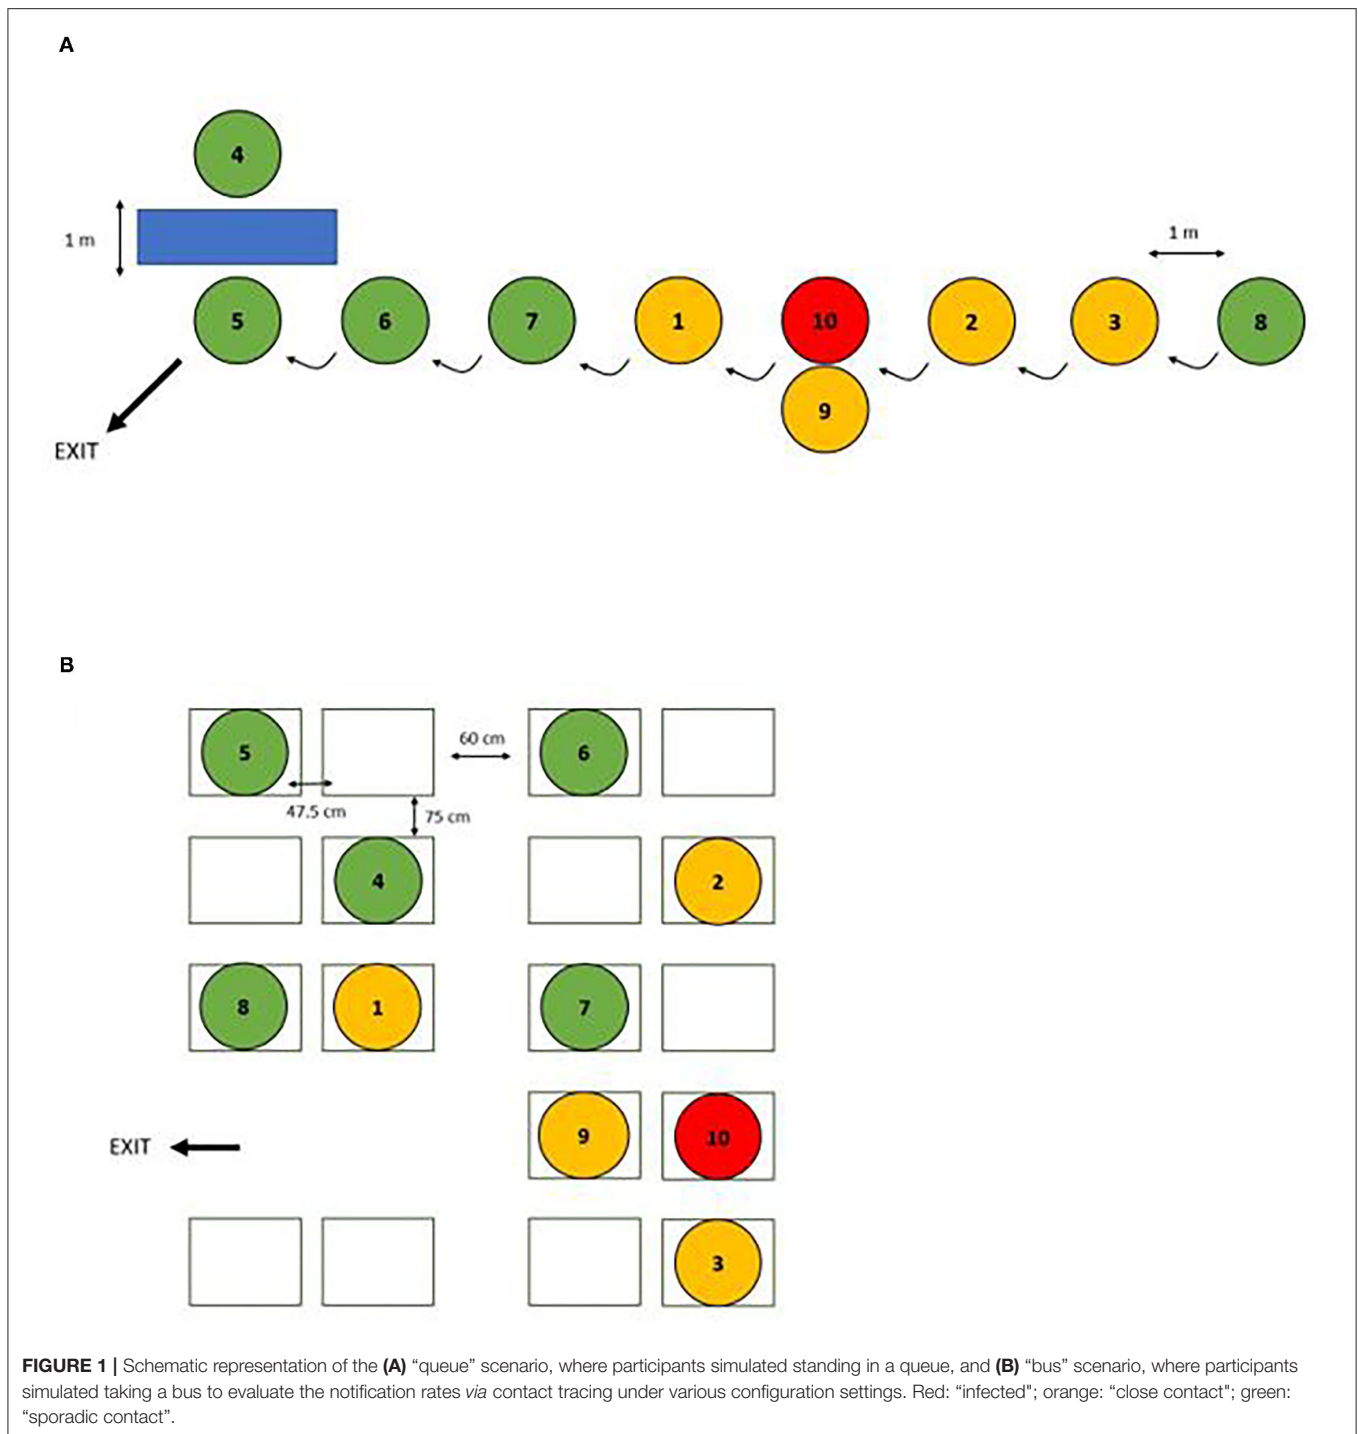 A
4
1 m
1 m
5 6 7 1 10 2 3 8
9
EXIT
B
5 60 cm 6
47.5 cm 75 cm
4 2
8 1 7
EXIT 9 10
3
FIGURE 1 | Schematic representation of the (A) “queue” scenario, where participants simulated standing in a queue, and (B) “bus” scenario, where participants
simulated taking a bus to evaluate the notification rates via contact tracing under various configuration settings. Red: “infected"; orange: “close contact"; green:
“sporadic contact”.